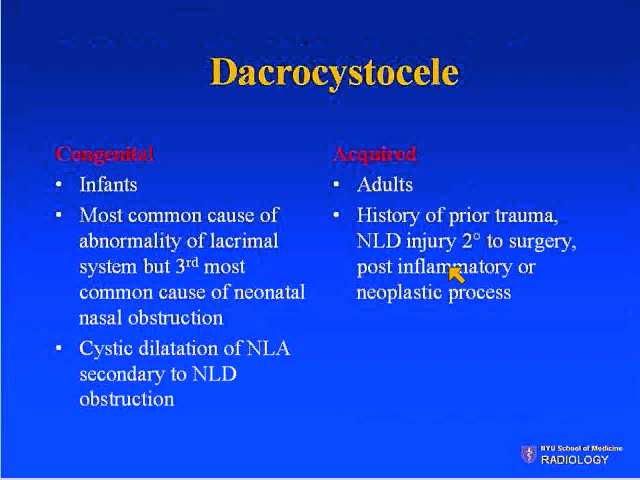 Dacrocystocele
Congenital
• Infants
• Most common cause of
abnormality of lacrimal
system but 3rd most
common cause of neonatal
nasal obstruction
• Cystic dilatation of NLA
secondary to NLD
obstruction
Acquired
• Adults
• History of prior trauma,
NLD injury 2° to surgery,
post inflammatory or
neoplastic process
NYU School of Medicine
RADIOLOGY